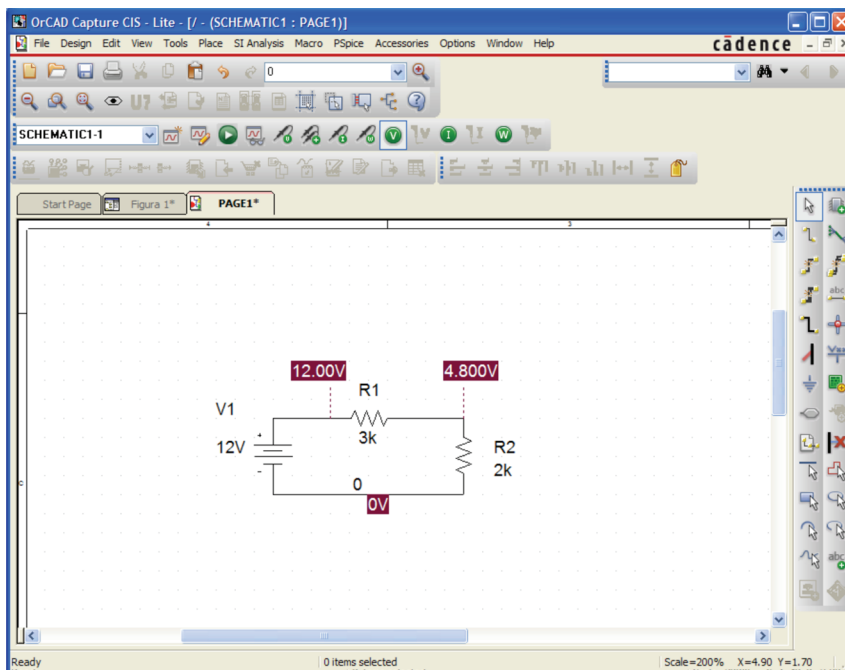 OrCAD Capture CIS - Lite - [/ - (SCHEMATIC1 : PAGE1)]
File Design Edit View Tools Place SI Analysis Macro PSpice Accessories Options Window Help
cādence
0
U?
SCHEMATIC1-1
V V I I W
Start Page Figura 1* PAGE1*
4 3
abc
12.00V 4.800V
R1
V1
3k
12V
R2
2k
0
0V
C
abc
Ready 0 items selected Scale=200% X=4.90 Y=1.70